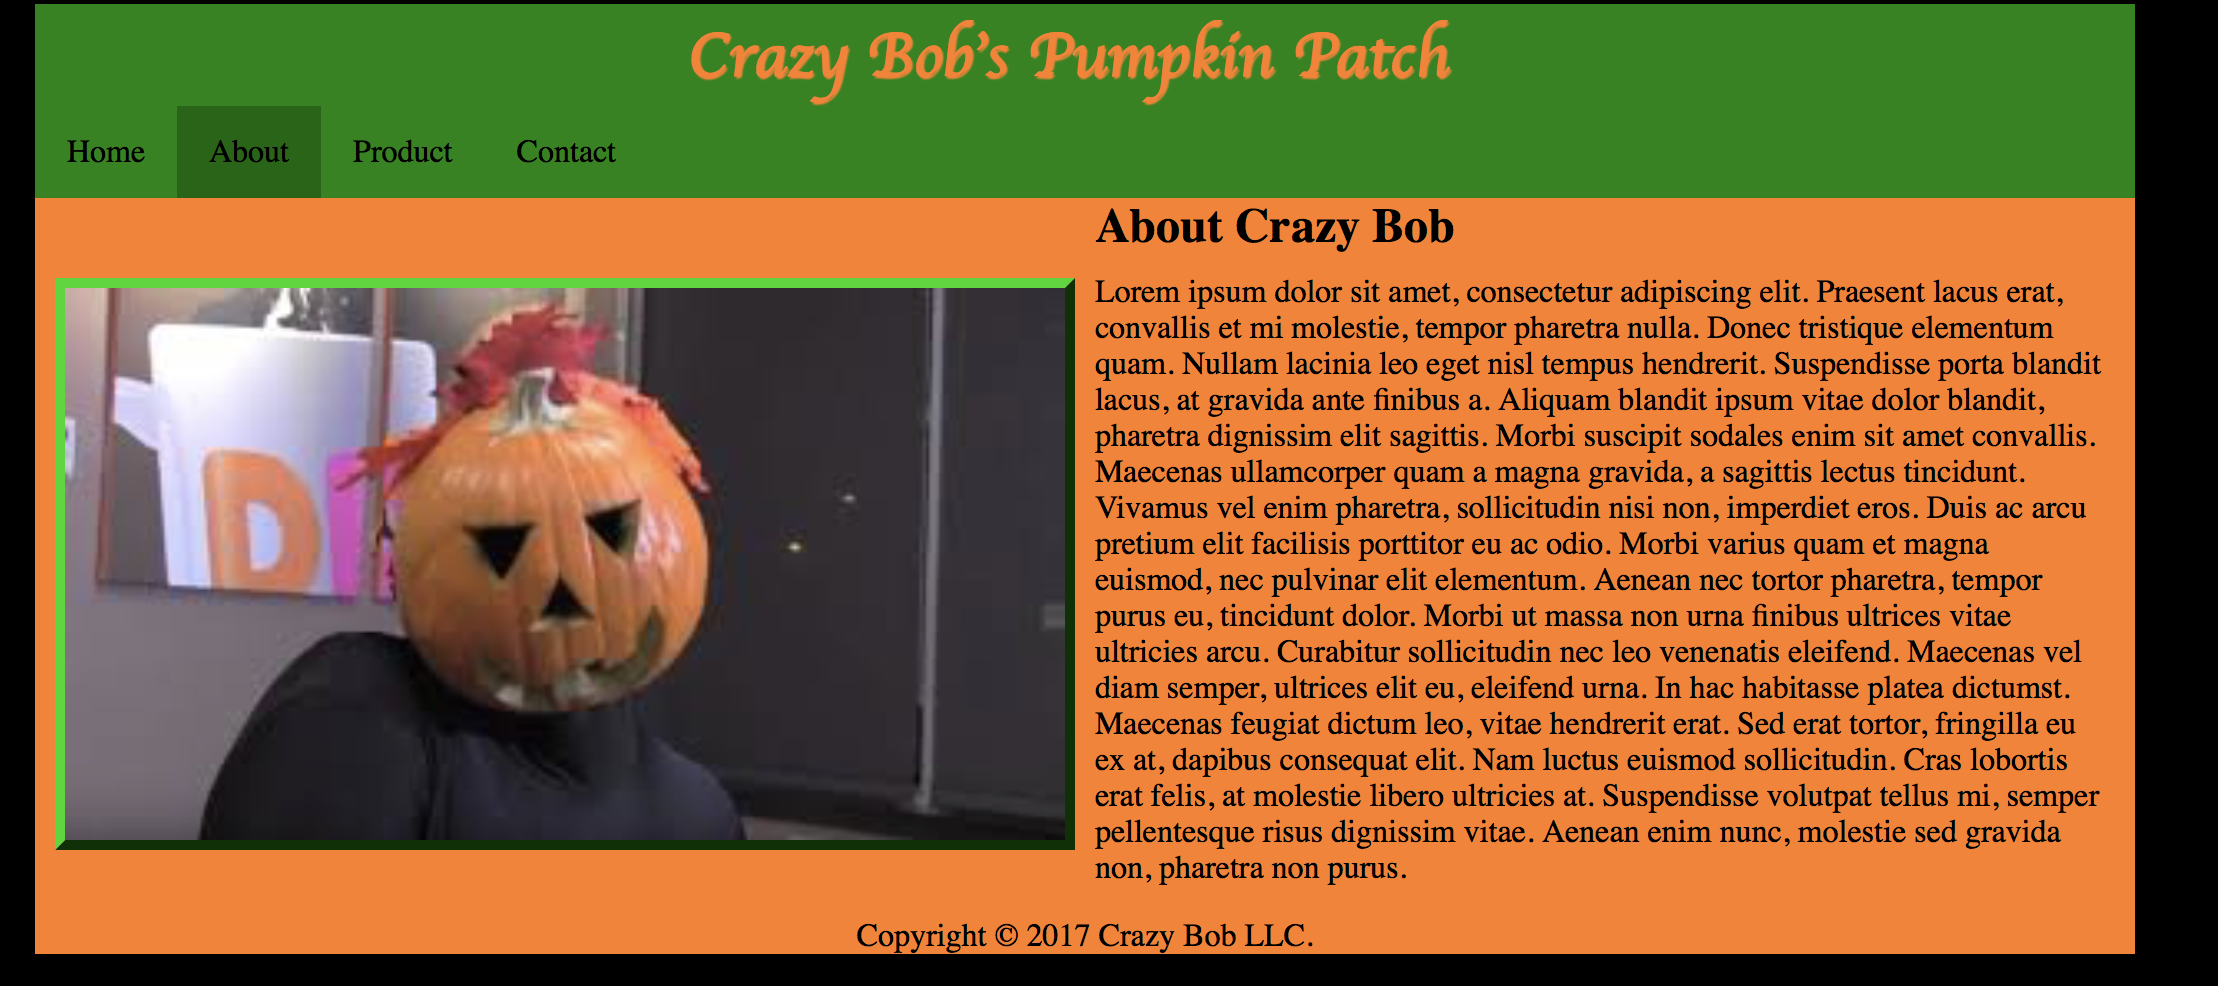 Crazy Bob's Pumpkin Patch
Home About Product Contact
About Crazy Bob
Lorem ipsum dolor sit amet, consectetur adipiscing elit. Praesent lacus erat,
convallis et mi molestie, tempor pharetra nulla. Donec tristique elementum
quam. Nullam lacinia leo eget nisl tempus hendrerit. Suspendisse porta blandit
lacus, at gravida ante finibus a. Aliquam blandit ipsum vitae dolor blandit,
pharetra dignissim elit sagittis. Morbi suscipit sodales enim sit amet convallis.
Maecenas ullamcorper quam a magna gravida, a sagittis lectus tincidunt.
Vivamus vel enim pharetra, sollicitudin nisi non, imperdiet eros. Duis ac arcu
pretium elit facilisis porttitor eu ac odio. Morbi varius quam et magna
euismod, nec pulvinar elit elementum. Aenean nec tortor pharetra, tempor
purus eu, tincidunt dolor. Morbi ut massa non urna finibus ultrices vitae
ultricies arcu. Curabitur sollicitudin nec leo venenatis eleifend. Maecenas vel
diam semper, ultrices elit eu, eleifend urna. In hac habitasse platea dictumst.
Maecenas feugiat dictum leo, vitae hendrerit erat. Sed erat tortor, fringilla eu
ex at, dapibus consequat elit. Nam luctus euismod sollicitudin. Cras lobortis
erat felis, at molestie libero ultricies at. Suspendisse volutpat tellus mi, semper
pellentesque risus dignissim vitae. Aenean enim nunc, molestie sed gravida
non, pharetra non purus.
Copyright © 2017 Crazy Bob LLC.